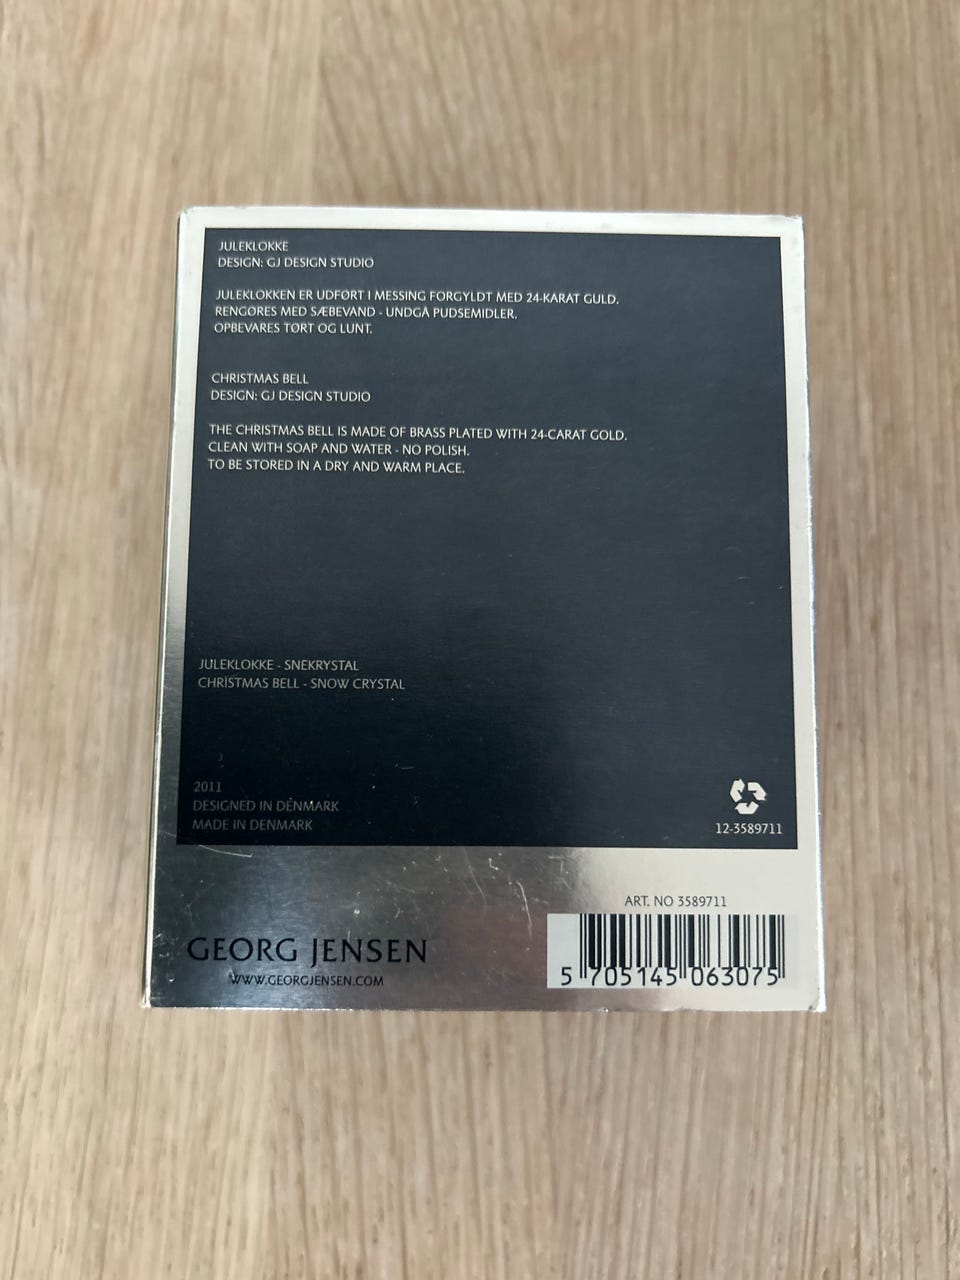 JULEKLOKKE
DESIGN: GJ DESIGN STUDIO
JULEKLOKKEN ER UDFØRT I MESSING FORGYLDT MED 24-KARAT GULD.
RENGØRES MED SÆBEVAND - UNDGÅ PUDSEMIDLER.
OPBEVARES TØRT OG LUNT.
CHRISTMAS BELL
DESIGN: GJ DESIGN STUDIO
THE CHRISTMAS BELL IS MADE OF BRASS PLATED WITH 24-CARAT GOLD.
CLEAN WITH SOAP AND WATER - NO POLISH.
TO BE STORED IN A DRY AND WARM PLACE.
JULEKLOKKE - SNEKRYSTAL
CHRISTMAS BELL - SNOW CRYSTAL
2011
DESIGNED IN DENMARK
MADE IN DENMARK
12-3589711
ART. NO 3589711
GEORG JENSEN
WWW.GEORGJENSEN.COM
5 705145 063075